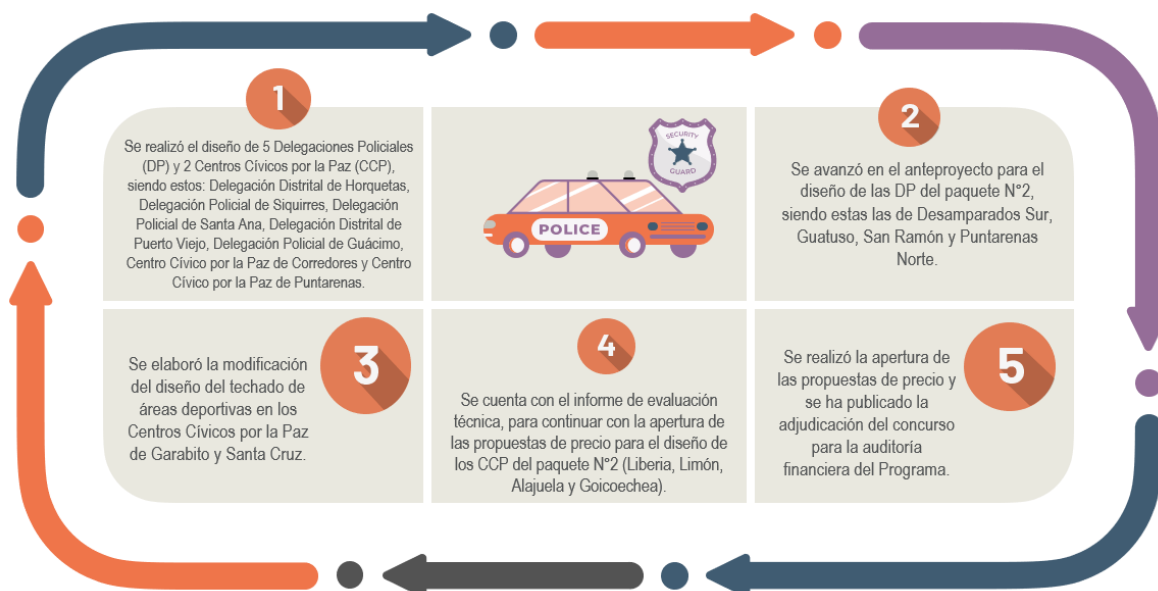 1
Se realizó el diseño de 5 Delegaciones Policiales
(DP) y 2 Centros Cívicos por la Paz (CCP),
siendo estos: Delegación Distrital de Horquetas,
Delegación Policial de Siquirres, Delegación
Policial de Santa Ana, Delegación Distrital de
Puerto Viejo, Delegación Policial de Guácimo,
Centro Cívico por la Paz de Corredores y Centro
Cívico por la Paz de Puntarenas.
SECURITY
GUARD
POLICE
2
Se avanzó en el anteproyecto para el
diseño de las DP del paquete N°2,
siendo estas las de Desamparados Sur,
Guatuso, San Ramón y Puntarenas
Norte.
3
Se elaboró la modificación
del diseño del techado de
áreas deportivas en los
Centros Cívicos por la Paz
de Garabito y Santa Cruz.
4
Se cuenta con el informe de evaluación
técnica, para continuar con la apertura de
las propuestas de precio para el diseño de
los CCP del paquete N°2 (Liberia, Limón,
Alajuela y Goicoechea).
5
Se realizó la apertura de
las propuestas de precio y
se ha publicado la
adjudicación del concurso
para la auditoría
financiera del Programa.